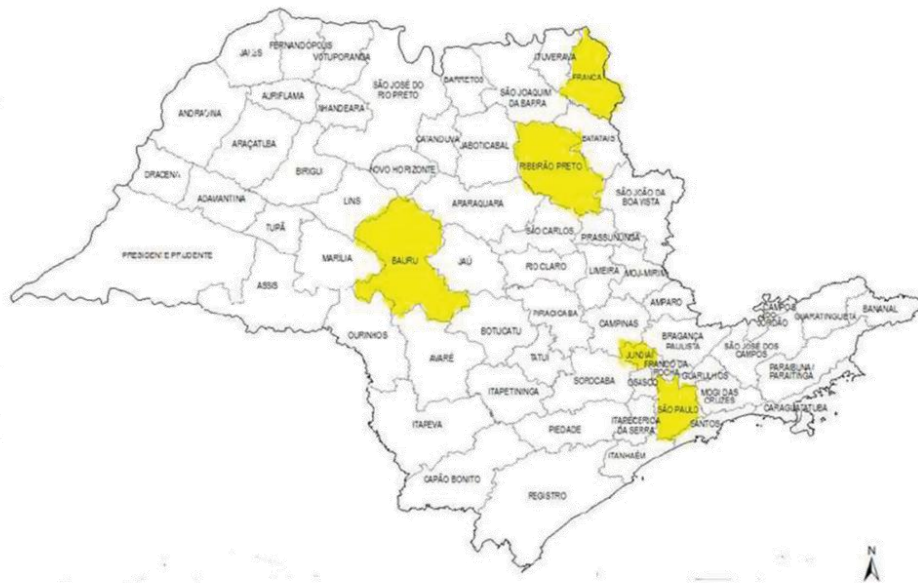 JALES
FERNANDÓPOLIS
VOTUPORANGA
ITUVERAVA
FRANCA
SÃO JOSÉ DO
RIO PRETO
BARRETOS
SÃO JOAQUIM
DA BARRA
ANDRADINA
AURIFLAMA
NHANDEARA
ARAÇATUBA
CATANDUVA
JABOTICABAL
BATATAIS
RIBEIRÃO PRETO
DRACENA
BIRIGUI
NOVO HORIZONTE
ADAMANTINA
LINS
ARARAQUARA
SÃO JOÃO DA
BOA VISTA
TUPÃ
SÃO CARLOS
PIRASSUNUNGA
PRESIDENTE PRUDENTE
MARÍLIA
BAURU
JAÚ
RIO CLARO
LIMEIRA
MOJI-MIRIM
ASSIS
AMPARO
OURINHOS
BOTUCATU
PIRACICABA
CAMPINAS
BRAGANÇA
PAULISTA
CAMPOS
DO
JORDÃO
GUARATINGUETÁ
BANANAL
AVARÉ
TATUÍ
JUNDIAÍ
FRANCO DA
ROCHA
SÃO JOSÉ DOS
CAMPOS
GUARULHOS
PARAIBUNA/
PARAITINGA
ITAPETININGA
SOROCABA
OSASCO
MOGI DAS
CRUZES
SÃO PAULO
CARAGUATATUBA
ITAPEVA
PIEDADE
ITAPECERICA
DA SERRA
SANTOS
ITANHAÉM
CAPÃO BONITO
REGISTRO
N